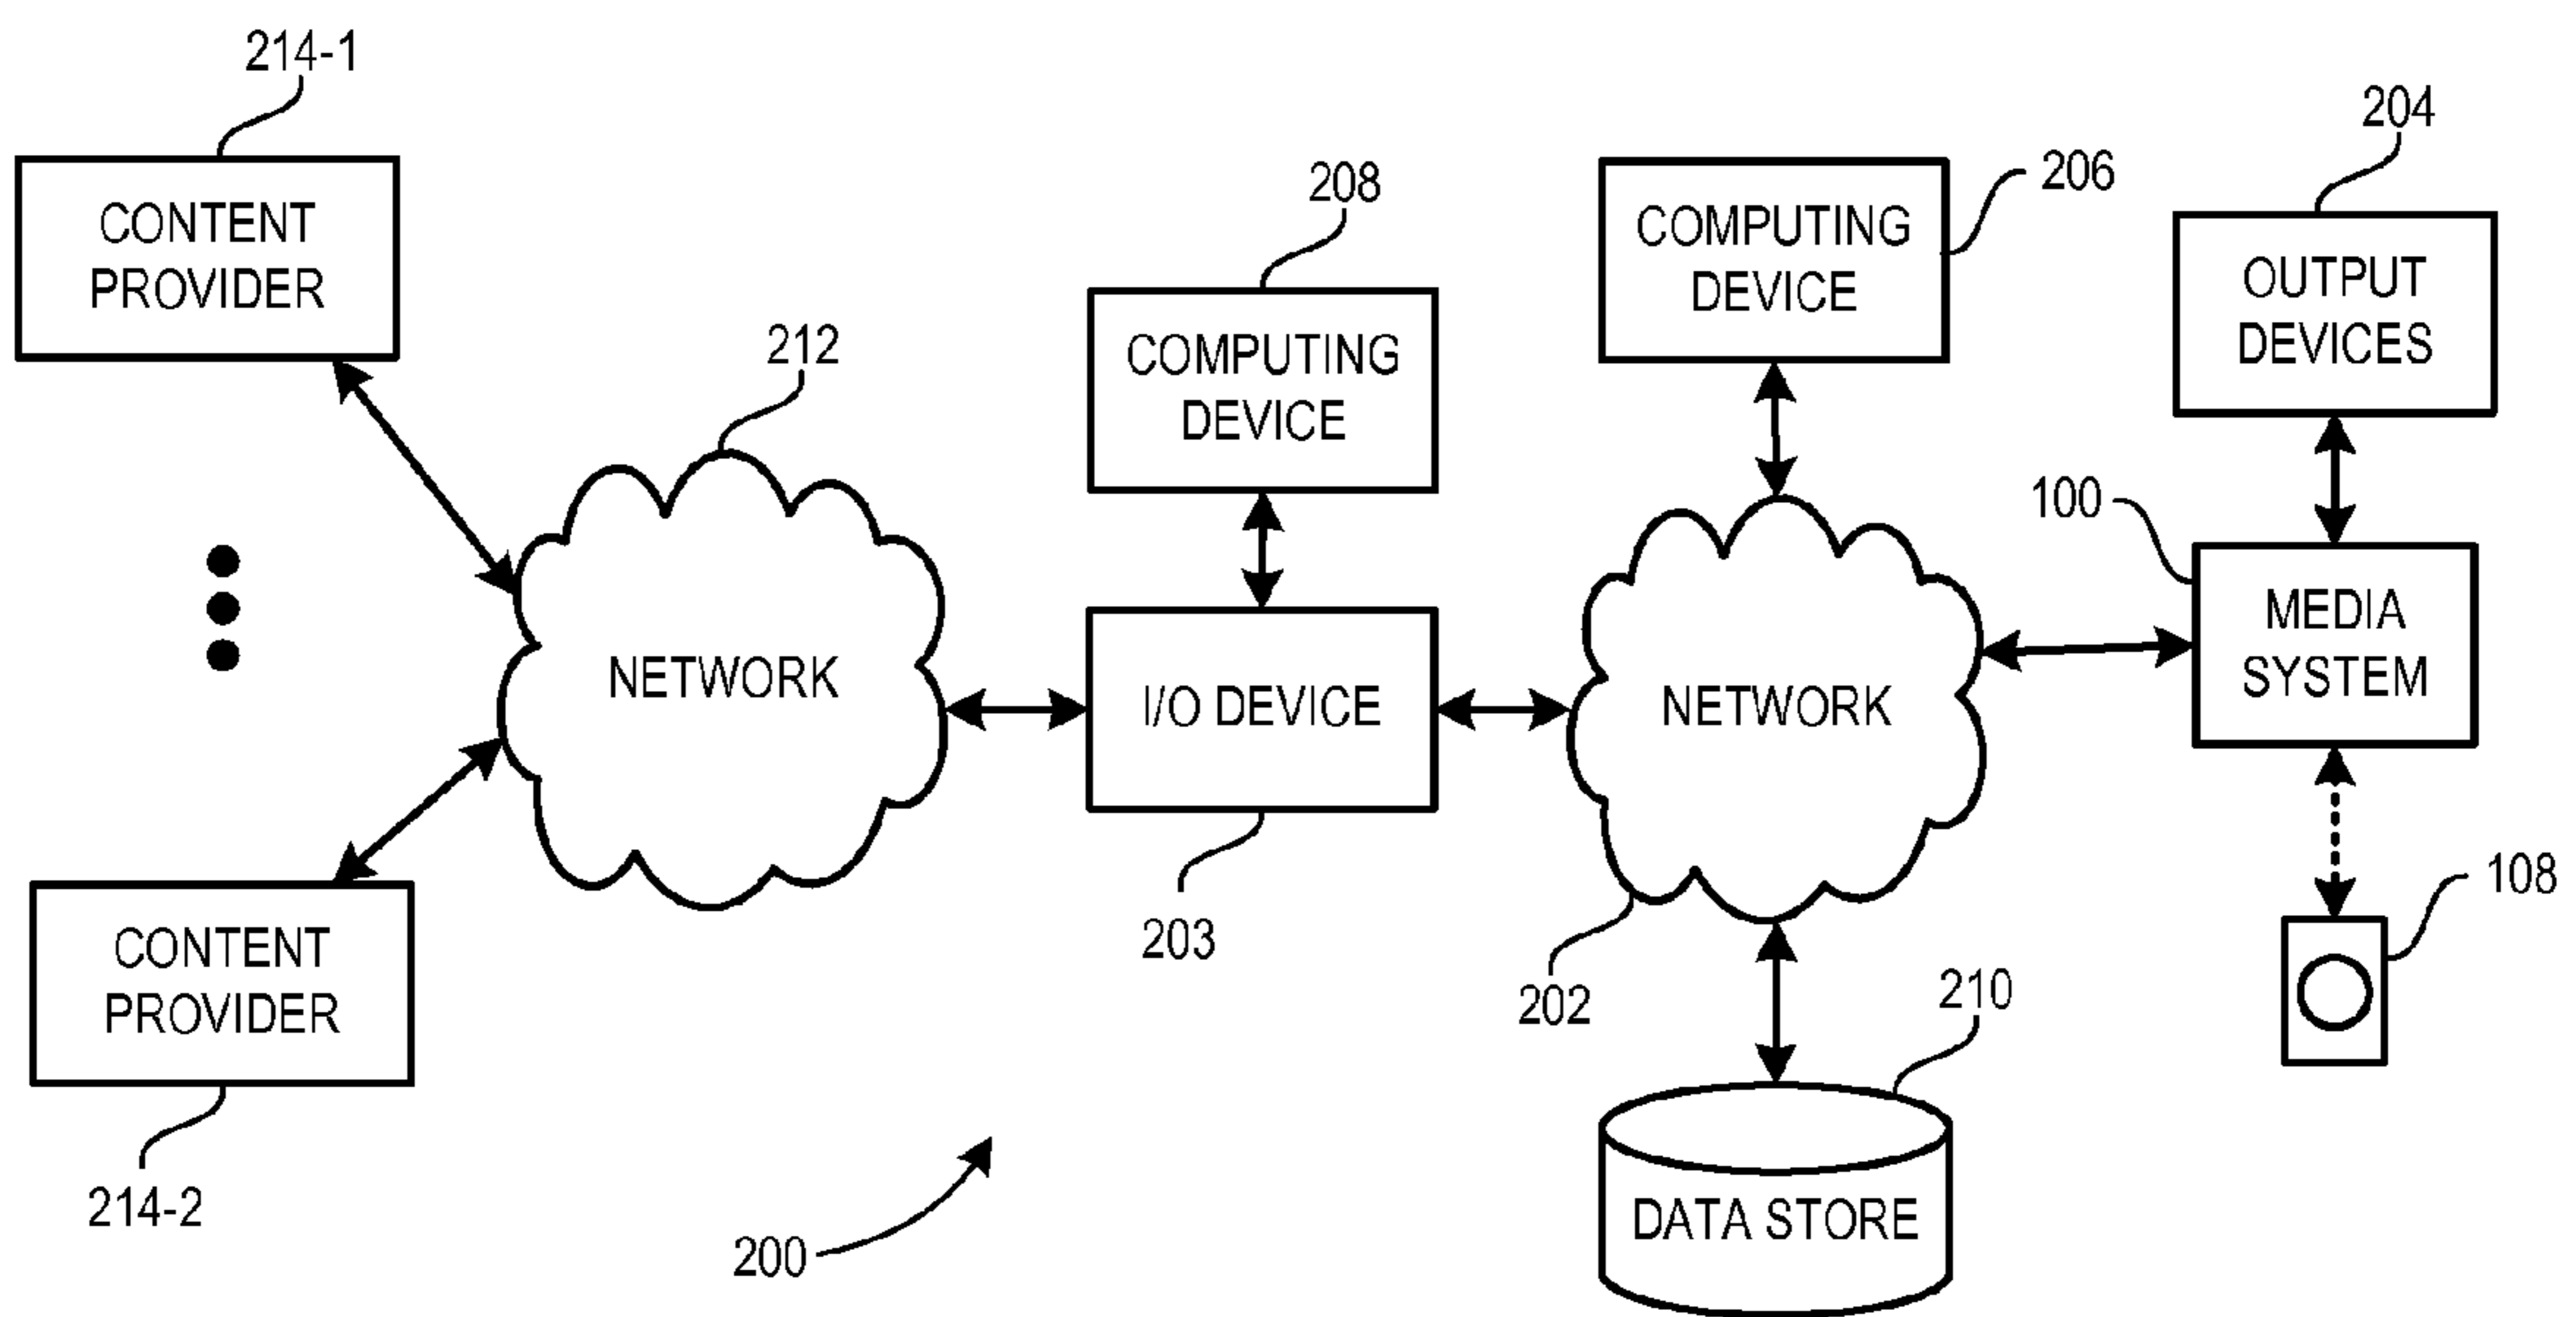 214-1
CONTENT
PROVIDER
212
208
COMPUTING
DEVICE
206
COMPUTING
DEVICE
204
OUTPUT
DEVICES
100
MEDIA
SYSTEM
NETWORK
I/O DEVICE
NETWORK
203
202
108
CONTENT
PROVIDER
214-2
200
210
DATA STORE